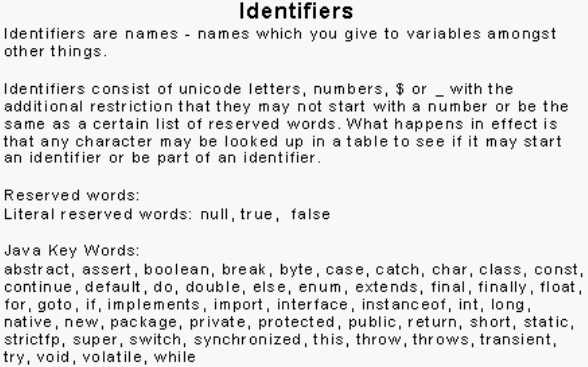 Identifiers
Identifiers are names - names which you give to variables amongst
other things.
Identifiers consist of unicode letters, numbers, $ or _ with the
additional restriction that they may not start with a number or be the
same as a certain list of reserved words. What happens in effect is
that any character may be looked up in a table to see if it may start
an identifier or be part of an identifier.
Reserved words:
Literal reserved words: null, true, false
Java Key Words:
abstract, assert, boolean, break, byte, case, catch, char, class, const,
continue, default, do, double, else, enum, extends, final, finally, float,
for, goto, if, implements, import, interface, instanceof, int, long,
native, new, package, private, protected, public, return, short, static,
strictfp, super, switch, synchronized, this, throw, throws, transient,
try, void, volatile, while